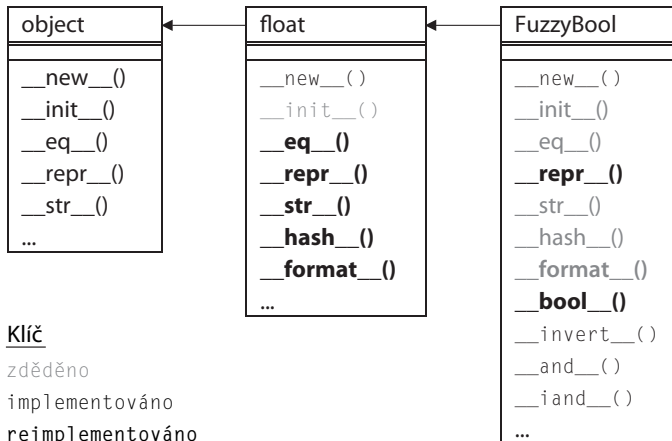 object
__new__()
__init__()
__eq__()
__repr__()
__str__()
...
float
__new__()
__init__()
__eq__()
__repr__()
__str__()
__hash__()
__format__()
...
FuzzyBool
__new__()
__init__()
__eq__()
__repr__()
__str__()
__hash__()
__format__()
__bool__()
__invert__()
__and__()
__iand__()
...
Klíč
zděděno
implementováno
reimplementováno